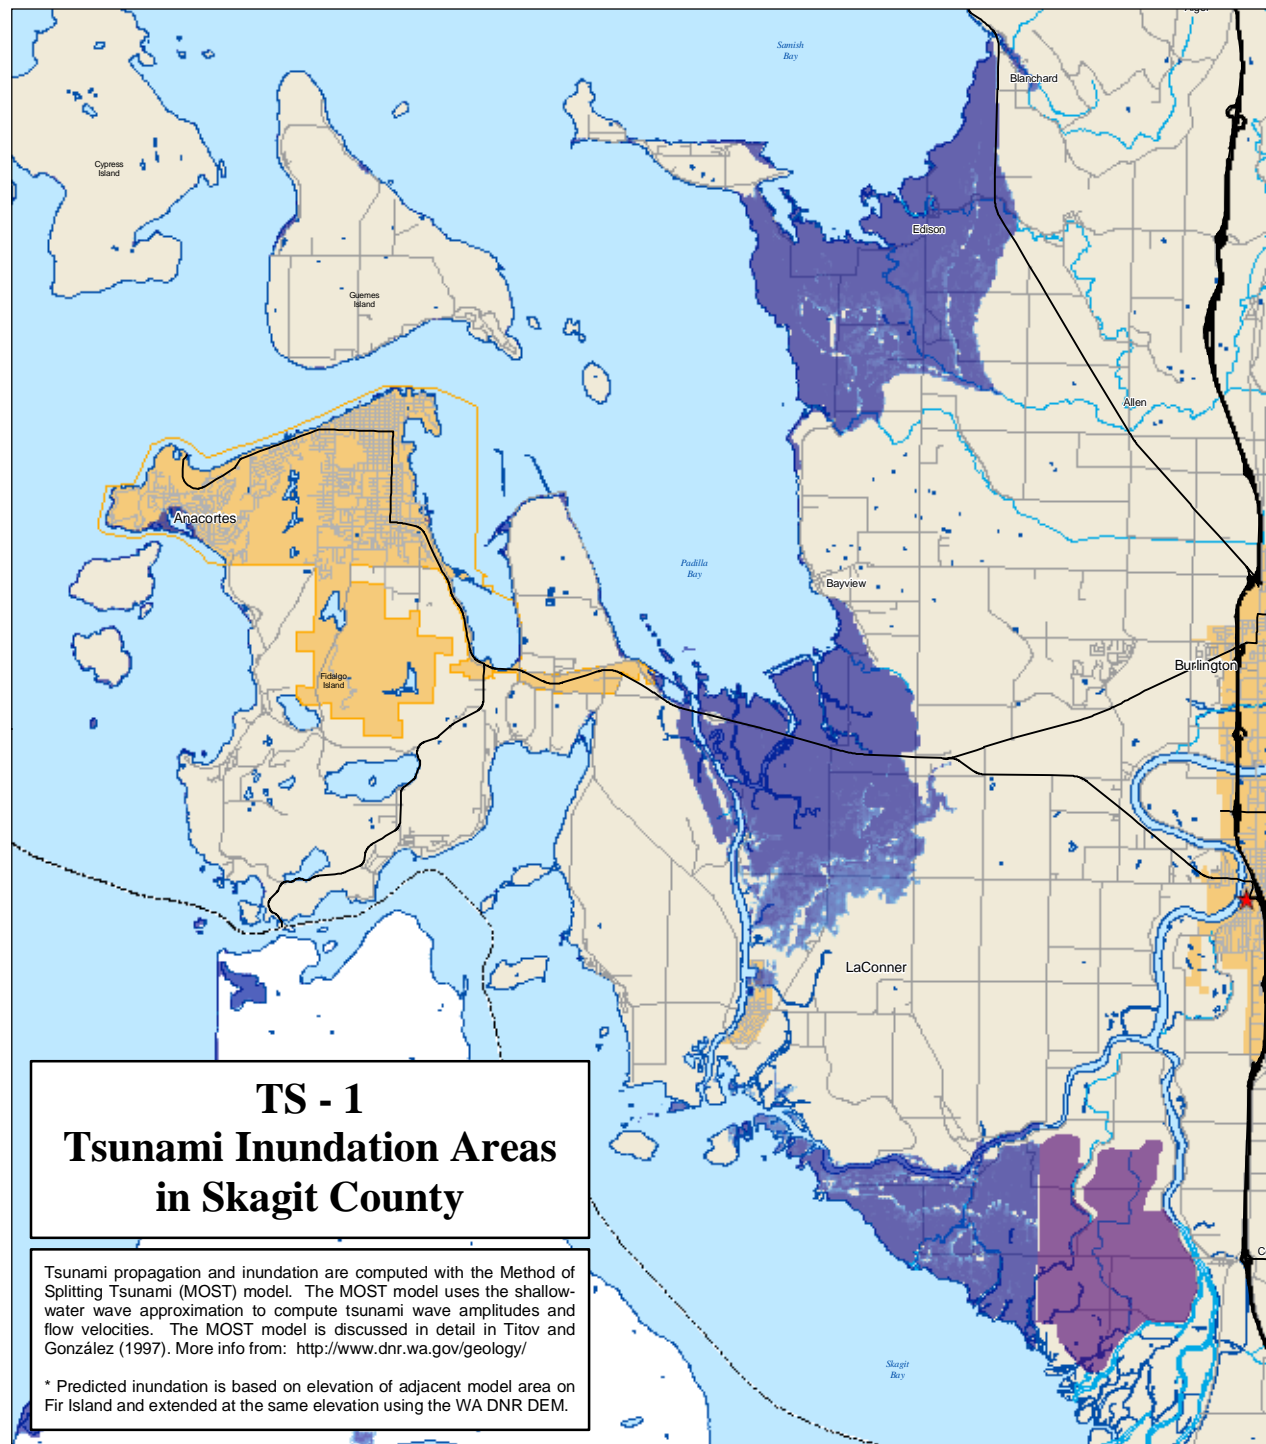 Samish
Bay
Blanchard
Cypress
Island
Edison
Guemes
Island
Allen
Anacortes
Padilla
Bay
Bayview
Burlington
Fidalgo
Island
LaConner
TS - 1
Tsunami Inundation Areas
in Skagit County
Tsunami propagation and inundation are computed with the Method of
Splitting Tsunami (MOST) model. The MOST model uses the shallow-
water wave approximation to compute tsunami wave amplitudes and
flow velocities. The MOST model is discussed in detail in Titov and
González (1997). More info from: http://www.dnr.wa.gov/geology/
* Predicted inundation is based on elevation of adjacent model area on
Fir Island and extended at the same elevation using the WA DNR DEM.
Skagit
Bay